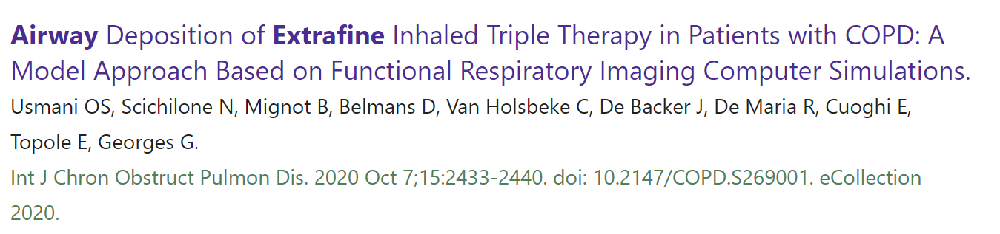 Airway Deposition of Extrafine Inhaled Triple Therapy in Patients with COPD: A
Model Approach Based on Functional Respiratory Imaging Computer Simulations.
Usmani OS, Scichilone N, Mignot B, Belmans D, Van Holsbeke C, De Backer J, De Maria R, Cuoghi E,
Topole E, Georges G.
Int J Chron Obstruct Pulmon Dis. 2020 Oct 7;15:2433-2440. doi: 10.2147/COPD.S269001. eCollection
2020.